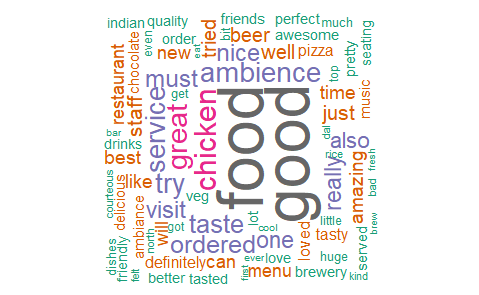 indian
quality
friends
perfect
much
even
order
tried
bit
beer
awesome
seating
restaurant
chocolate
new
eat
nice
well
pizza
pretty
staff
must
ambience
top
time
music
service
get
great
chicken
food
good
just
bar
drinks
best
also
dal
rice
fresh
courteous
delicious
like
try
veg
really
amazing
bad
visit
lot
cool
little
brew
ambiance
will
got
taste
one
loved
tasty
served
dishes
friendly
north
ordered
definitely
can
ever
love
huge
felt
better
tasted
first
menu
brewery
kind